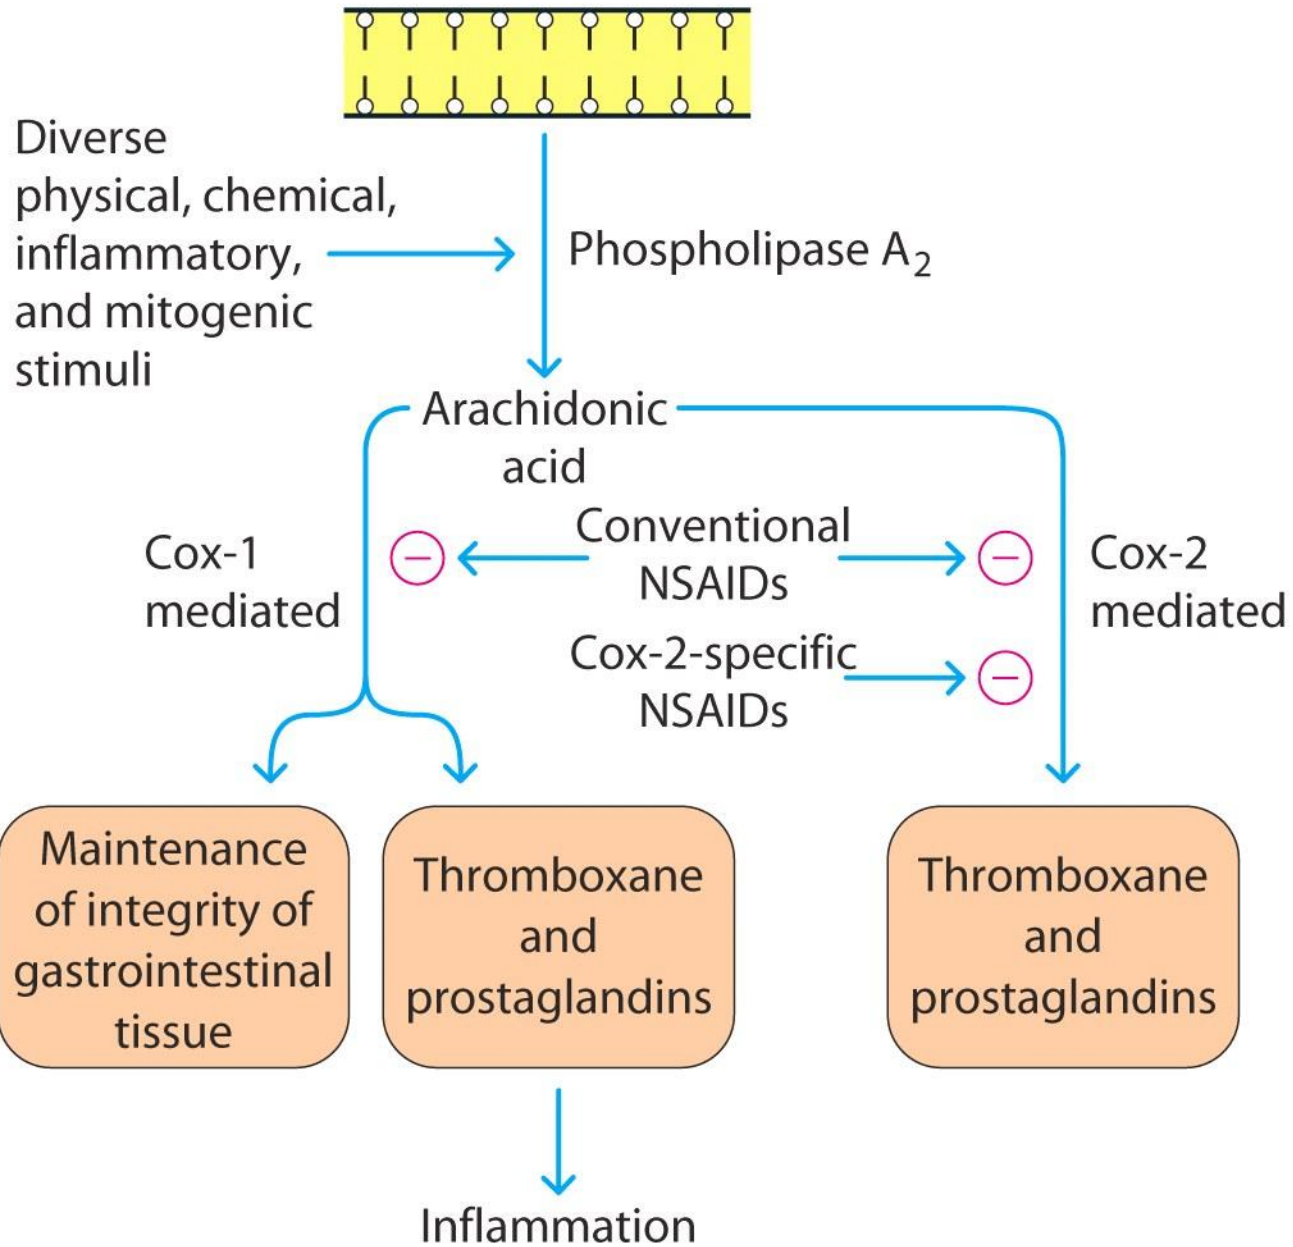 Diverse
physical, chemical,
inflammatory,
and mitogenic
stimuli
Phospholipase A₂
Arachidonic
acid
Cox-1
mediated
Conventional
NSAIDs
Cox-2
mediated
Cox-2-specific
NSAIDs
Maintenance
of integrity of
gastrointestinal
tissue
Thromboxane
and
prostaglandins
Thromboxane
and
prostaglandins
Inflammation